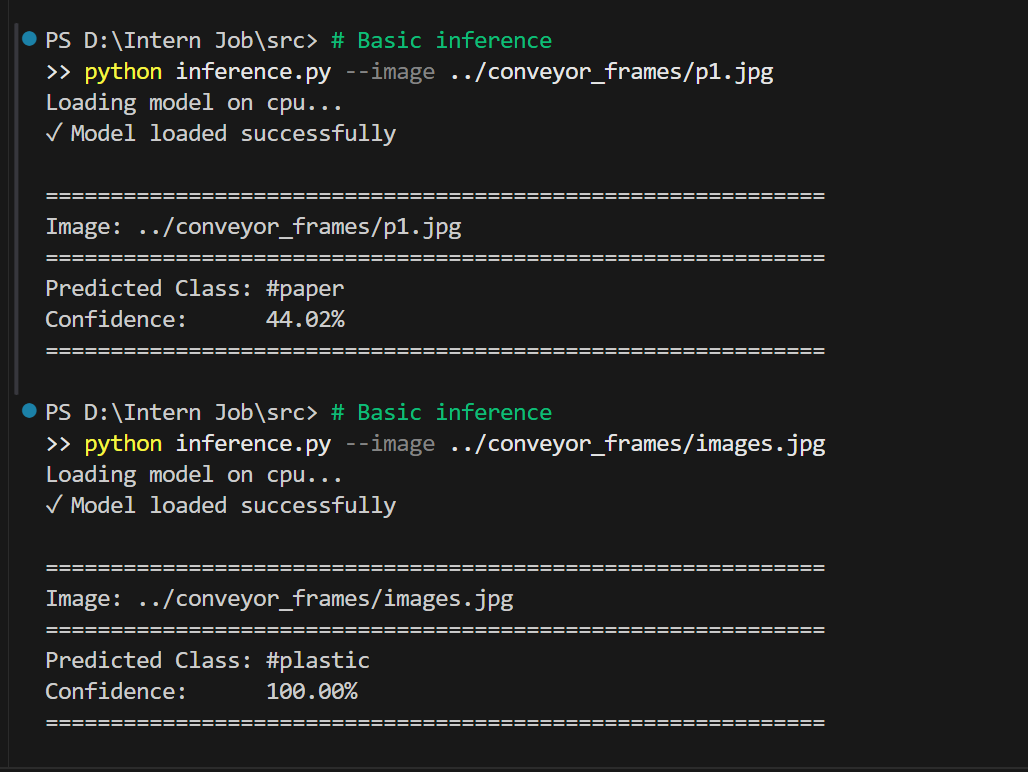 PS D:\Intern Job\src> # Basic inference
>> python inference.py --image ../conveyor_frames/p1.jpg
Loading model on cpu...
✓ Model loaded successfully
============================================================
Image: ../conveyor_frames/p1.jpg
============================================================
Predicted Class: #paper
Confidence:      44.02%
============================================================
PS D:\Intern Job\src> # Basic inference
>> python inference.py --image ../conveyor_frames/images.jpg
Loading model on cpu...
✓ Model loaded successfully
============================================================
Image: ../conveyor_frames/images.jpg
============================================================
Predicted Class: #plastic
Confidence:      100.00%
============================================================